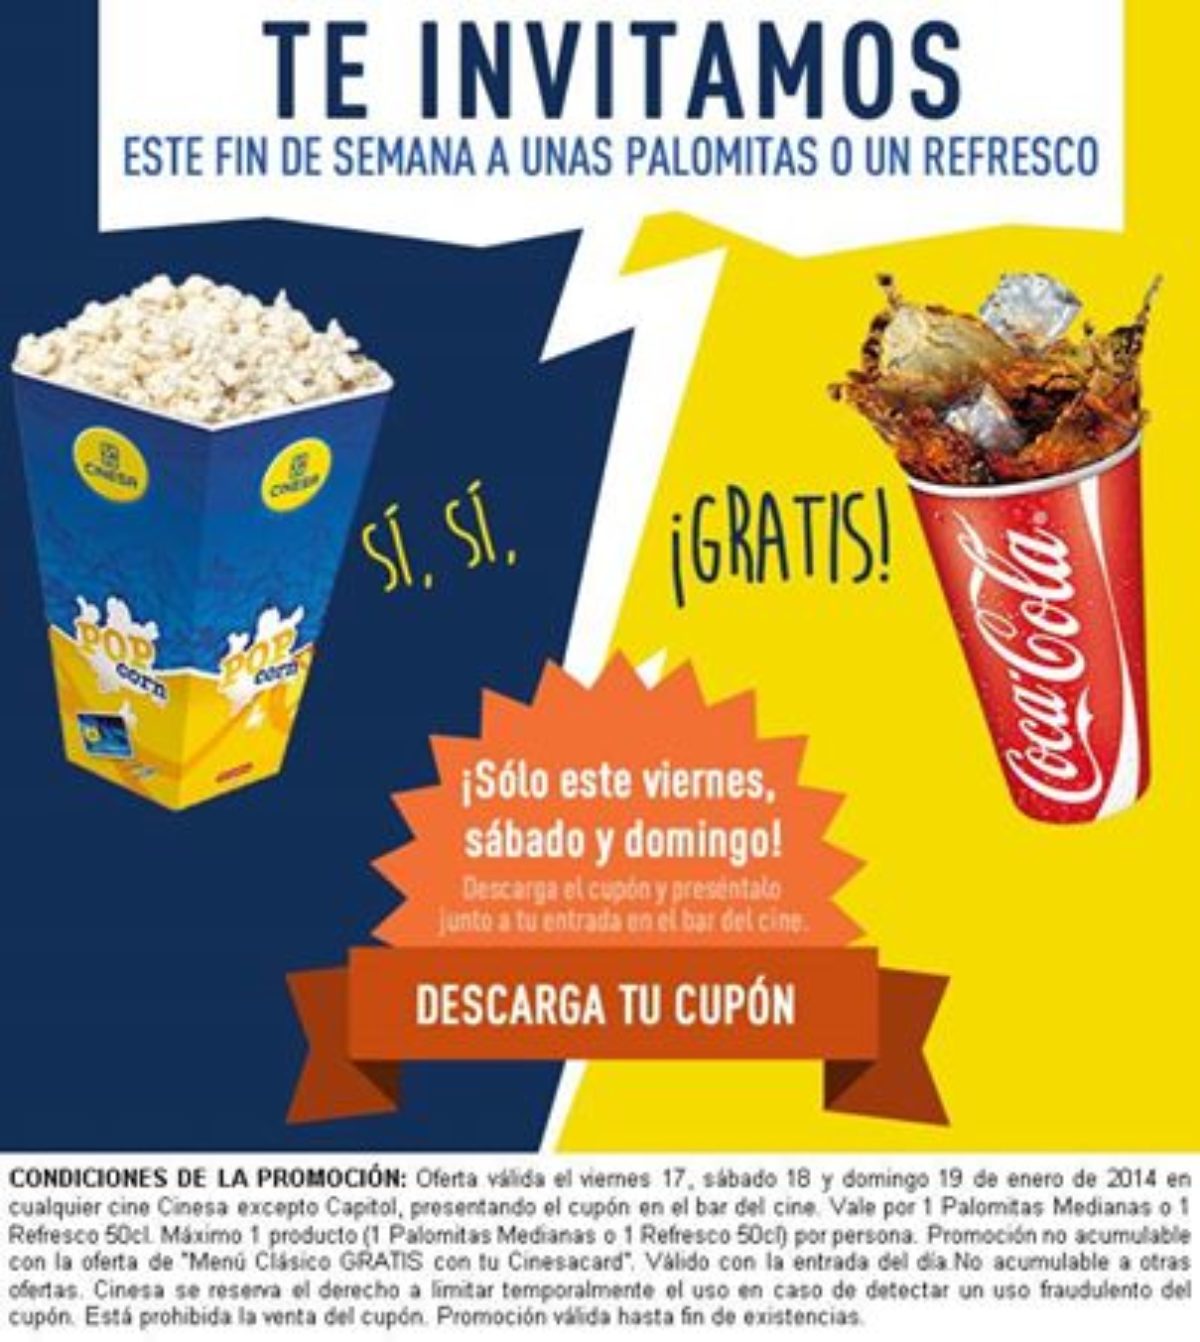 TE INVITAMOS
ESTE FIN DE SEMANA A UNAS PALOMITAS O UN REFRESCO
CINESA
CINESA
SÍ, SÍ,
¡GRATIS!
POP
corn
POP
corn
Coca-Cola
¡Sólo este viernes,
sábado y domingo!
Descarga el cupón y preséntalo
junto a tu entrada en el bar del cine.
DESCARGA TU CUPÓN
CONDICIONES DE LA PROMOCIÓN: Oferta válida el viernes 17, sábado 18 y domingo 19 de enero de 2014 en
cualquier cine Cinesa excepto Capitol, presentando el cupón en el bar del cine. Vale por 1 Palomitas Medianas o 1
Refresco 50cl. Máximo 1 producto (1 Palomitas Medianas o 1 Refresco 50cl) por persona. Promoción no acumulable
con la oferta de "Menú Clásico GRATIS con tu Cinesacard". Válido con la entrada del día.No acumulable a otras
ofertas. Cinesa se reserva el derecho a limitar temporalmente el uso en caso de detectar un uso fraudulento del
cupón. Está prohibida la venta del cupón. Promoción válida hasta fin de existencias.